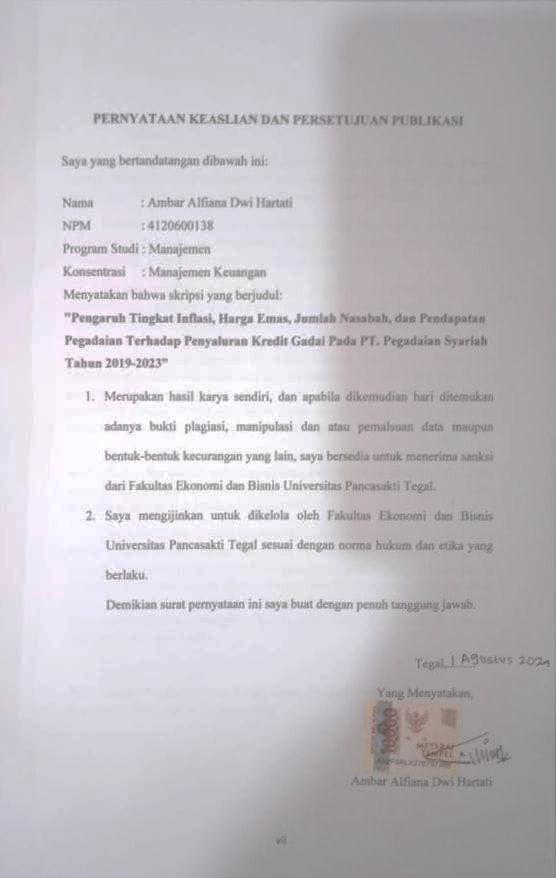 PERNYATAAN KEASLIAN DAN PERSETUJUAN PUBLIKASI
Saya yang bertandatangan dibawah ini:
Nama : Ambar Alfiana Dwi Hartati
NPM : 4120600138
Program Studi : Manajemen
Konsentrasi : Manajemen Keuangan
Menyatakan bahwa skripsi yang berjudul:
"Pengaruh Tingkat Inflasi, Harga Emas, Jumlah Nasabah, dan Pendapatan
Pegadaian Terhadap Penyaluran Kredit Gadai Pada PT. Pegadaian Syariah
Tahun 2019-2023"
1. Merupakan hasil karya sendiri, dan apabila dikemudian hari ditemukan
adanya bukti plagiasi, manipulasi dan atau pemalsuan data maupun
bentuk-bentuk kecurangan yang lain, saya bersedia untuk menerima sanksi
dari Fakultas Ekonomi dan Bisnis Universitas Pancasakti Tegal.
2. Saya mengijinkan untuk dikelola oleh Fakultas Ekonomi dan Bisnis
Universitas Pancasakti Tegal sesuai dengan norma hukum dan etika yang
berlaku.
Demikian surat pernyataan ini saya buat dengan penuh tanggung jawab.
Tegal, 1 Agustus 2024
Yang Menyatakan,
10000
METERAI
TEMPEL
Ambar Alfiana Dwi Hartati
vii